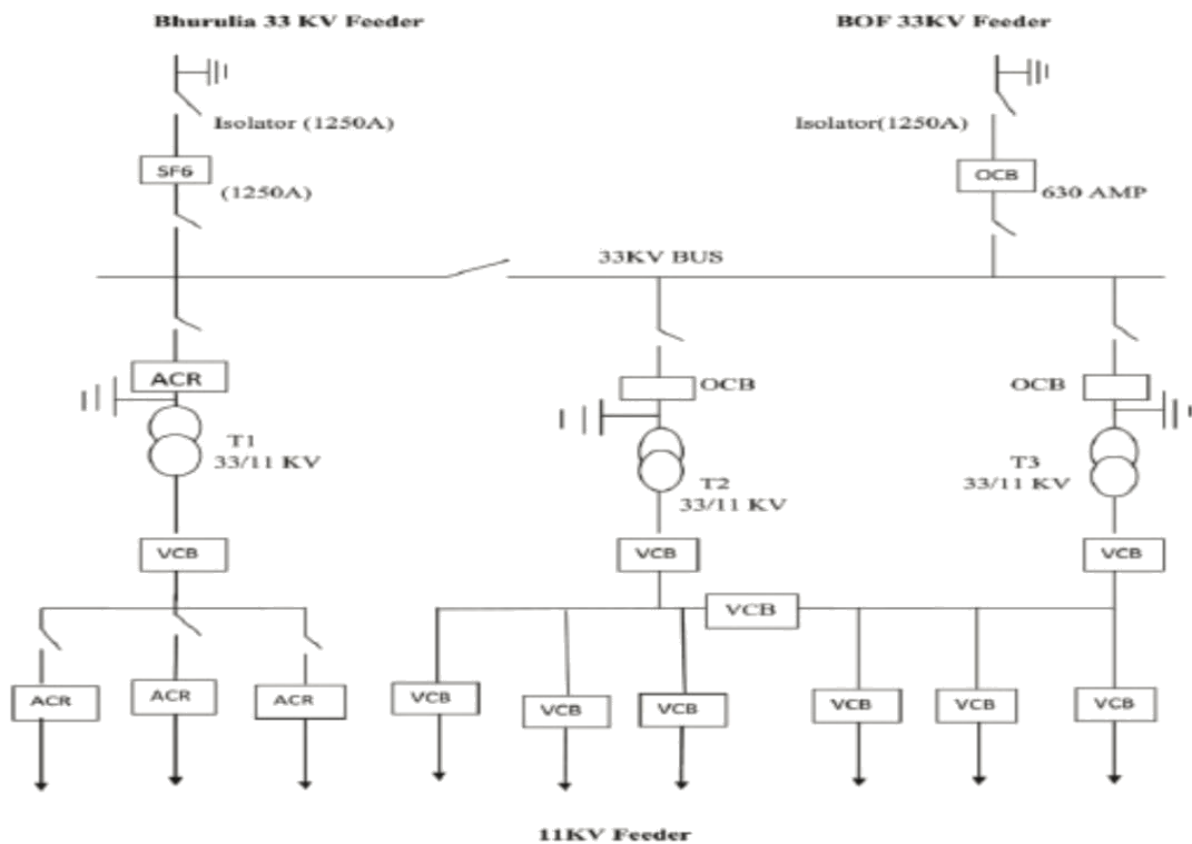 Bhurulia 33 KV Feeder
BOF 33KV Feeder
Isolator (1250A)
Isolator(1250A)
SF6
(1250A)
OCB
630 AMP
33KV BUS
ACR
OCB
OCB
T1
33/11 KV
T2
33/11 KV
T3
33/11 KV
VCB
VCB
VCB
VCB
ACR
ACR
ACR
VCB
VCB
VCB
VCB
VCB
VCB
11KV Feeder